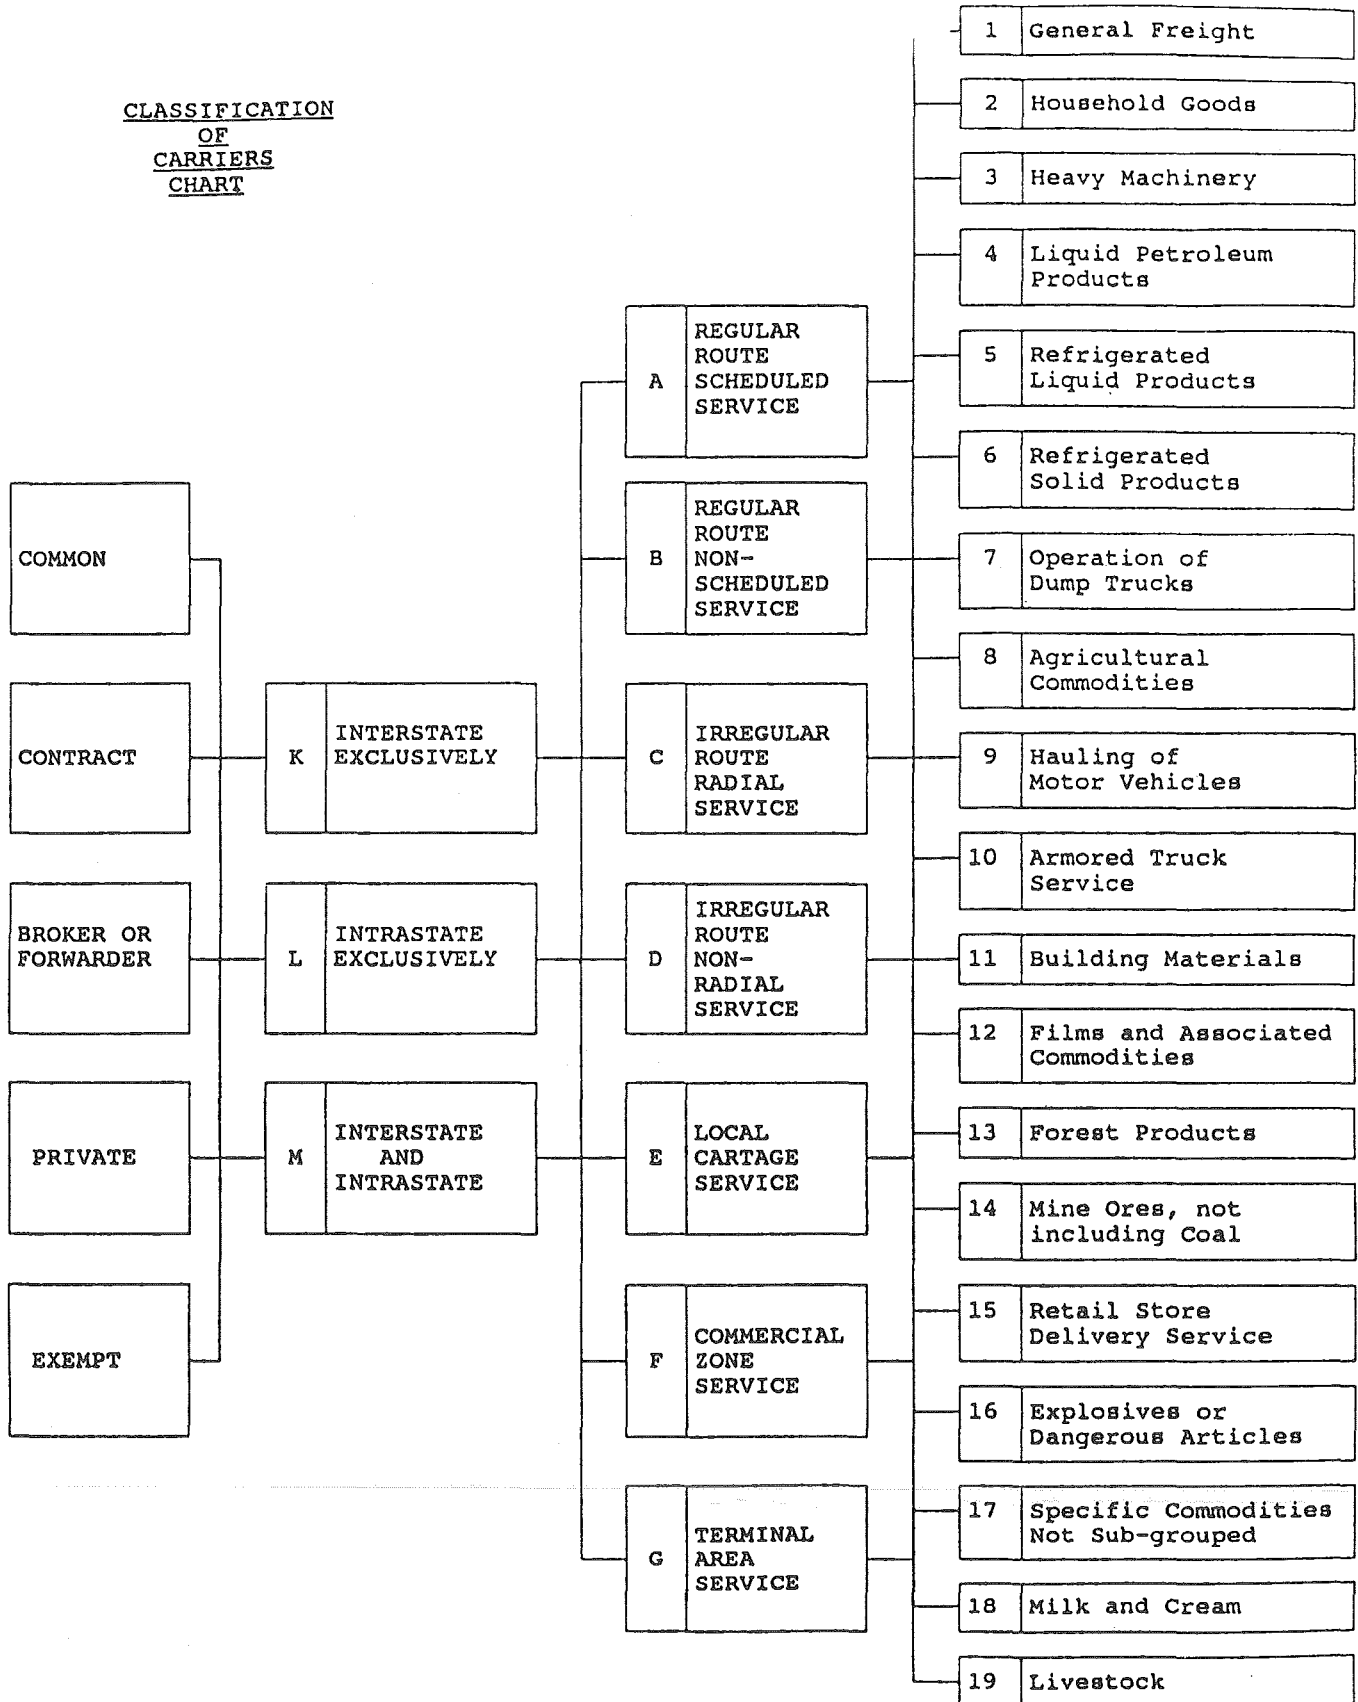 CLASSIFICATION
OF
CARRIERS
CHART
COMMON
CONTRACT
BROKER OR
FORWARDER
PRIVATE
EXEMPT
K
INTERSTATE
EXCLUSIVELY
L
INTRASTATE
EXCLUSIVELY
M
INTERSTATE
AND
INTRASTATE
A
REGULAR
ROUTE
SCHEDULED
SERVICE
B
REGULAR
ROUTE
NON-
SCHEDULED
SERVICE
C
IRREGULAR
ROUTE
RADIAL
SERVICE
D
IRREGULAR
ROUTE
NON-
RADIAL
SERVICE
E
LOCAL
CARTAGE
SERVICE
F
COMMERCIAL
ZONE
SERVICE
G
TERMINAL
AREA
SERVICE
1 General Freight
2 Household Goods
3 Heavy Machinery
4 Liquid Petroleum
Products
5 Refrigerated
Liquid Products
6 Refrigerated
Solid Products
7 Operation of
Dump Trucks
8 Agricultural
Commodities
9 Hauling of
Motor Vehicles
10 Armored Truck
Service
11 Building Materials
12 Films and Associated
Commodities
13 Forest Products
14 Mine Ores, not
including Coal
15 Retail Store
Delivery Service
16 Explosives or
Dangerous Articles
17 Specific Commodities
Not Sub-grouped
18 Milk and Cream
19 Livestock